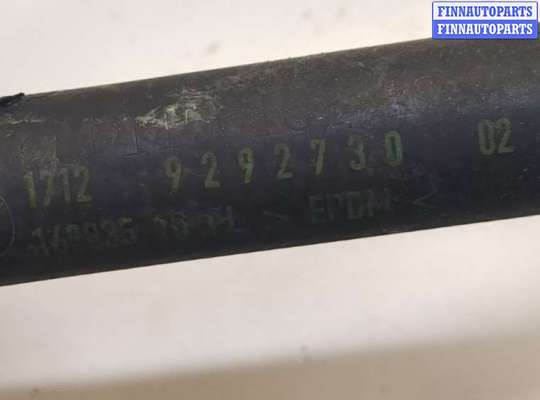 FINNAUTOPARTS
FINNAUTOPARTS
1712 9292730 02
> EPDM <